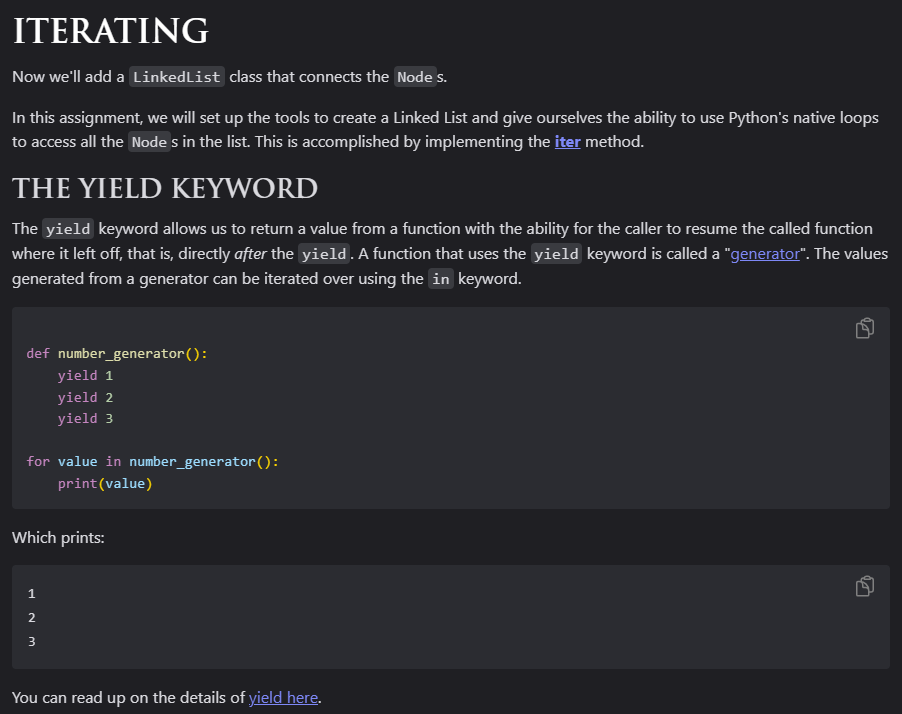 ITERATING
Now we'll add a LinkedList class that connects the Nodes.
In this assignment, we will set up the tools to create a Linked List and give ourselves the ability to use Python's native loops
to access all the Nodes in the list. This is accomplished by implementing the iter method.
THE YIELD KEYWORD
The yield keyword allows us to return a value from a function with the ability for the caller to resume the called function
where it left off, that is, directly after the yield. A function that uses the yield keyword is called a "generator". The values
generated from a generator can be iterated over using the in keyword.
def number_generator():
    yield 1
    yield 2
    yield 3
for value in number_generator():
    print(value)
Which prints:
1
2
3
You can read up on the details of yield here.